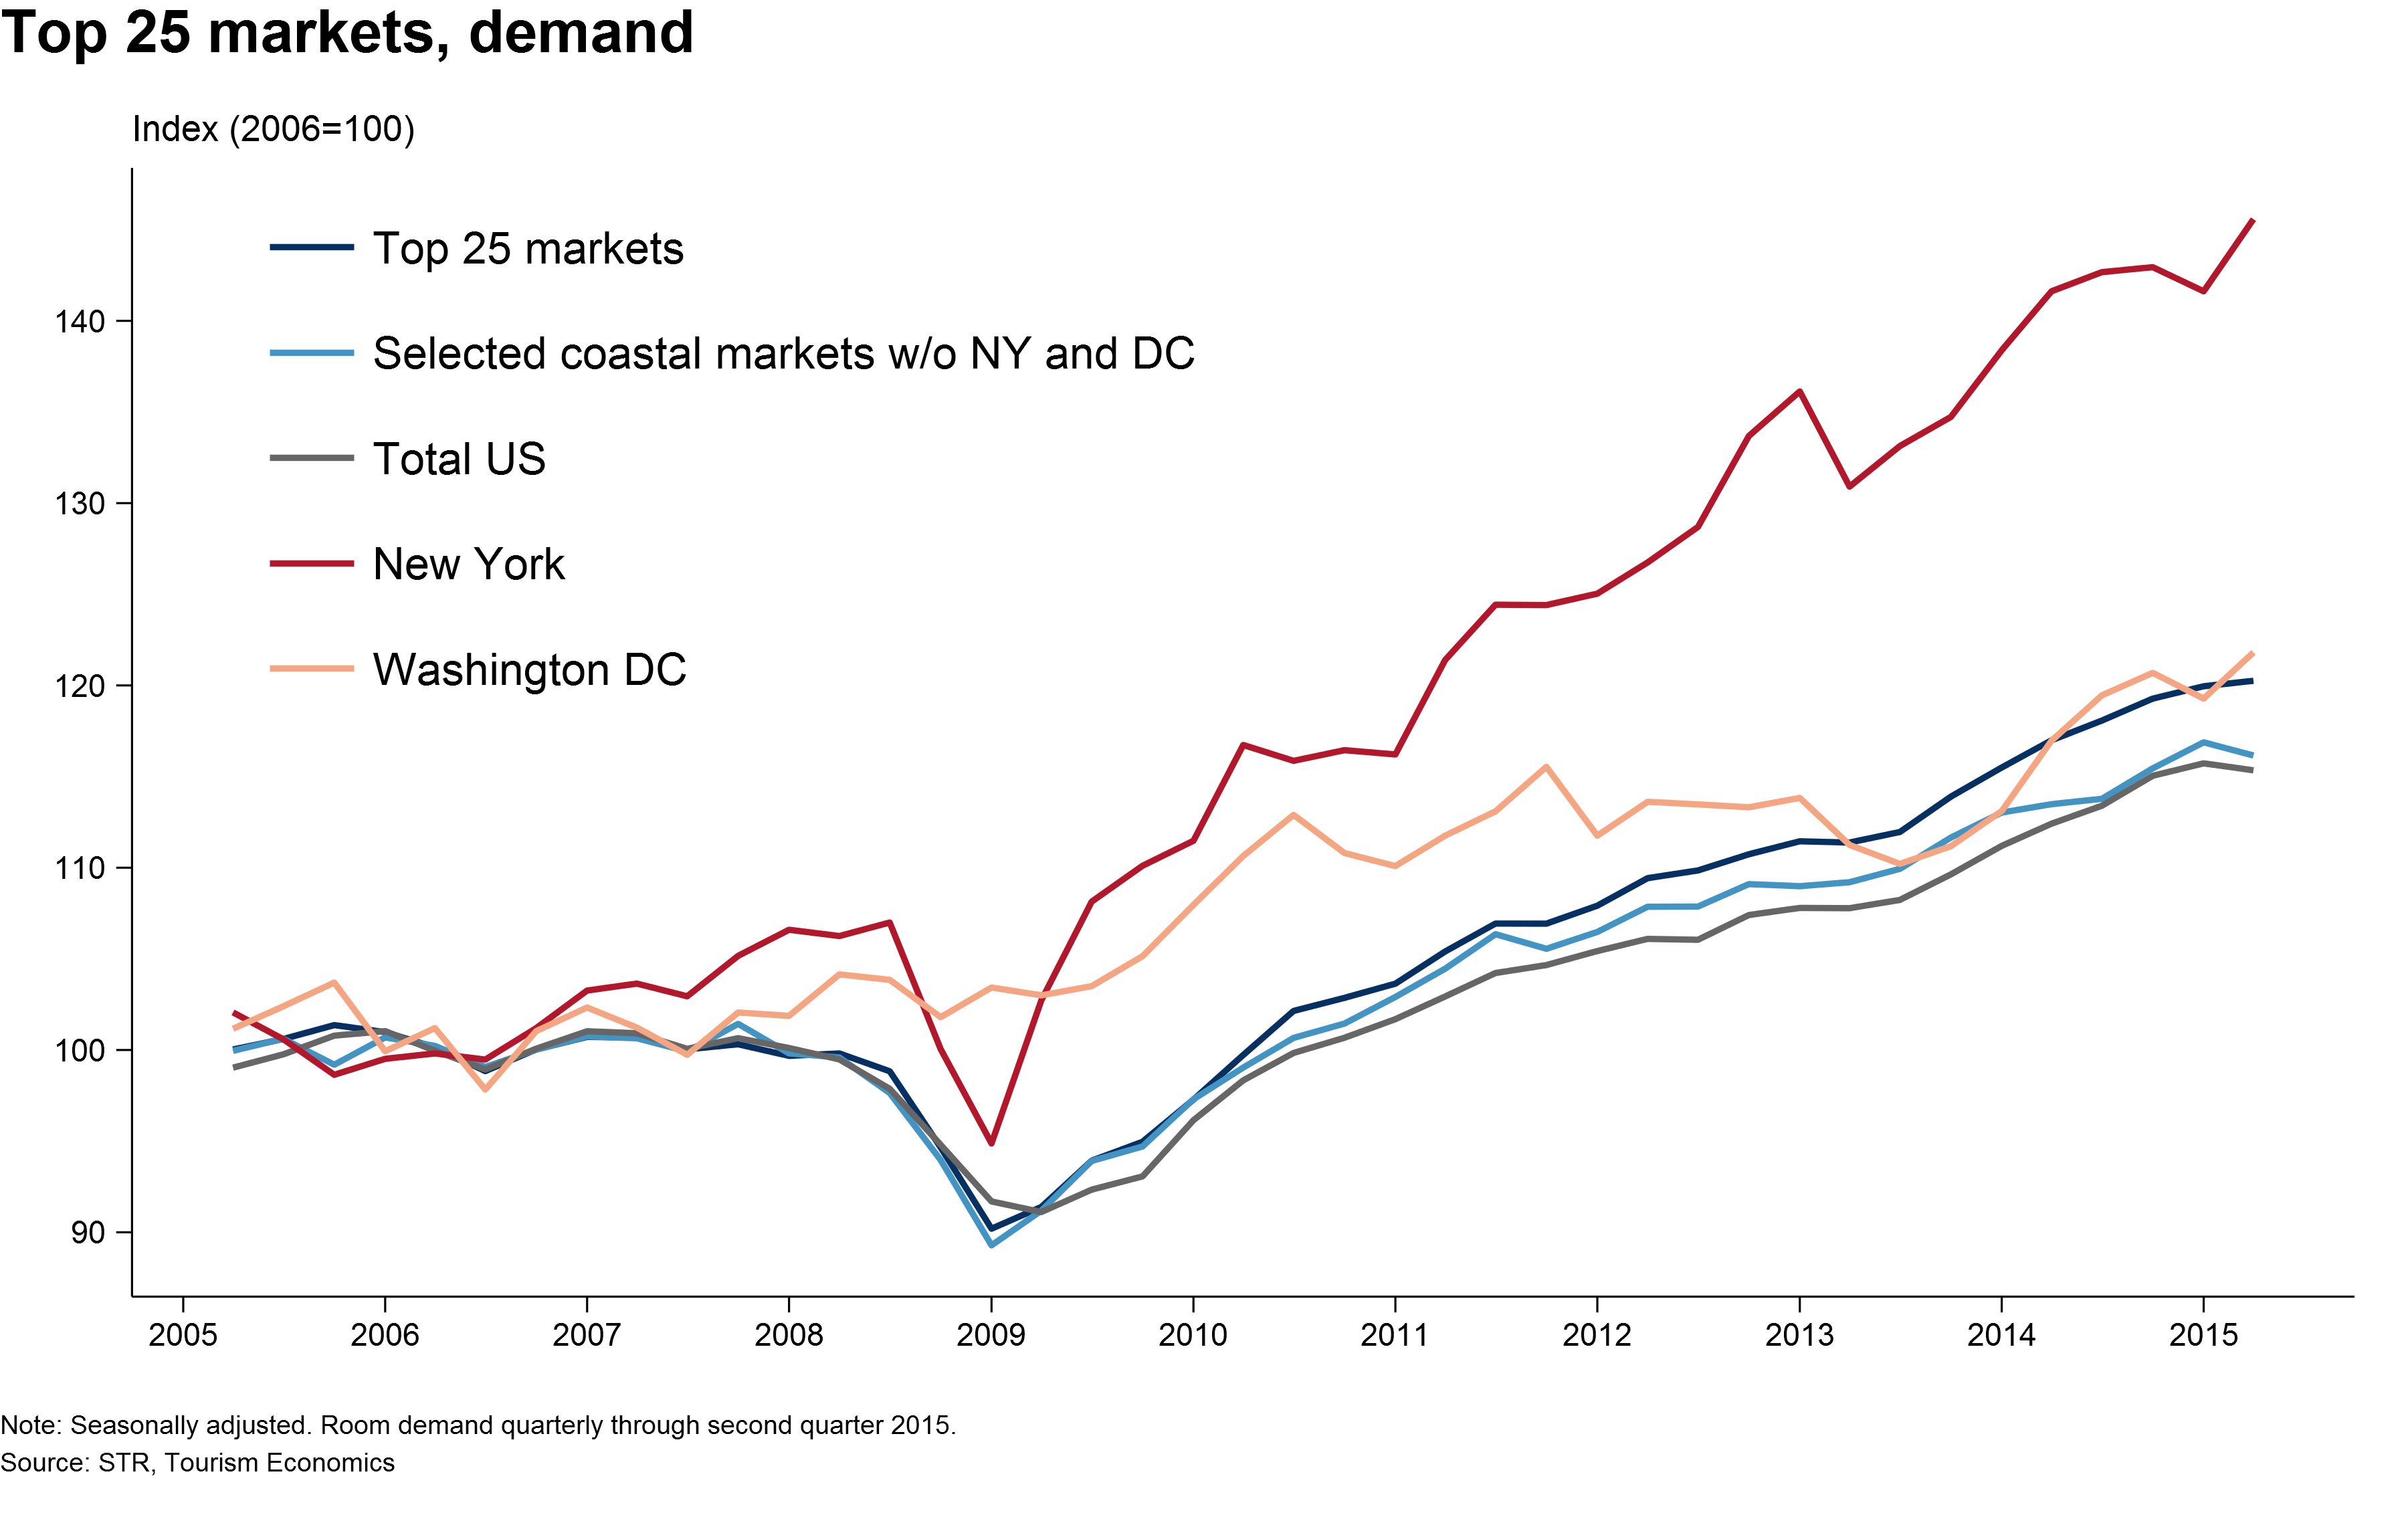 Top 25 markets, demand
Index (2006=100)
Top 25 markets
Selected coastal markets w/o NY and DC
Total US
New York
Washington DC
140
130
120
110
100
90
2005 2006 2007 2008 2009 2010 2011 2012 2013 2014 2015
Note: Seasonally adjusted. Room demand quarterly through second quarter 2015.
Source: STR, Tourism Economics